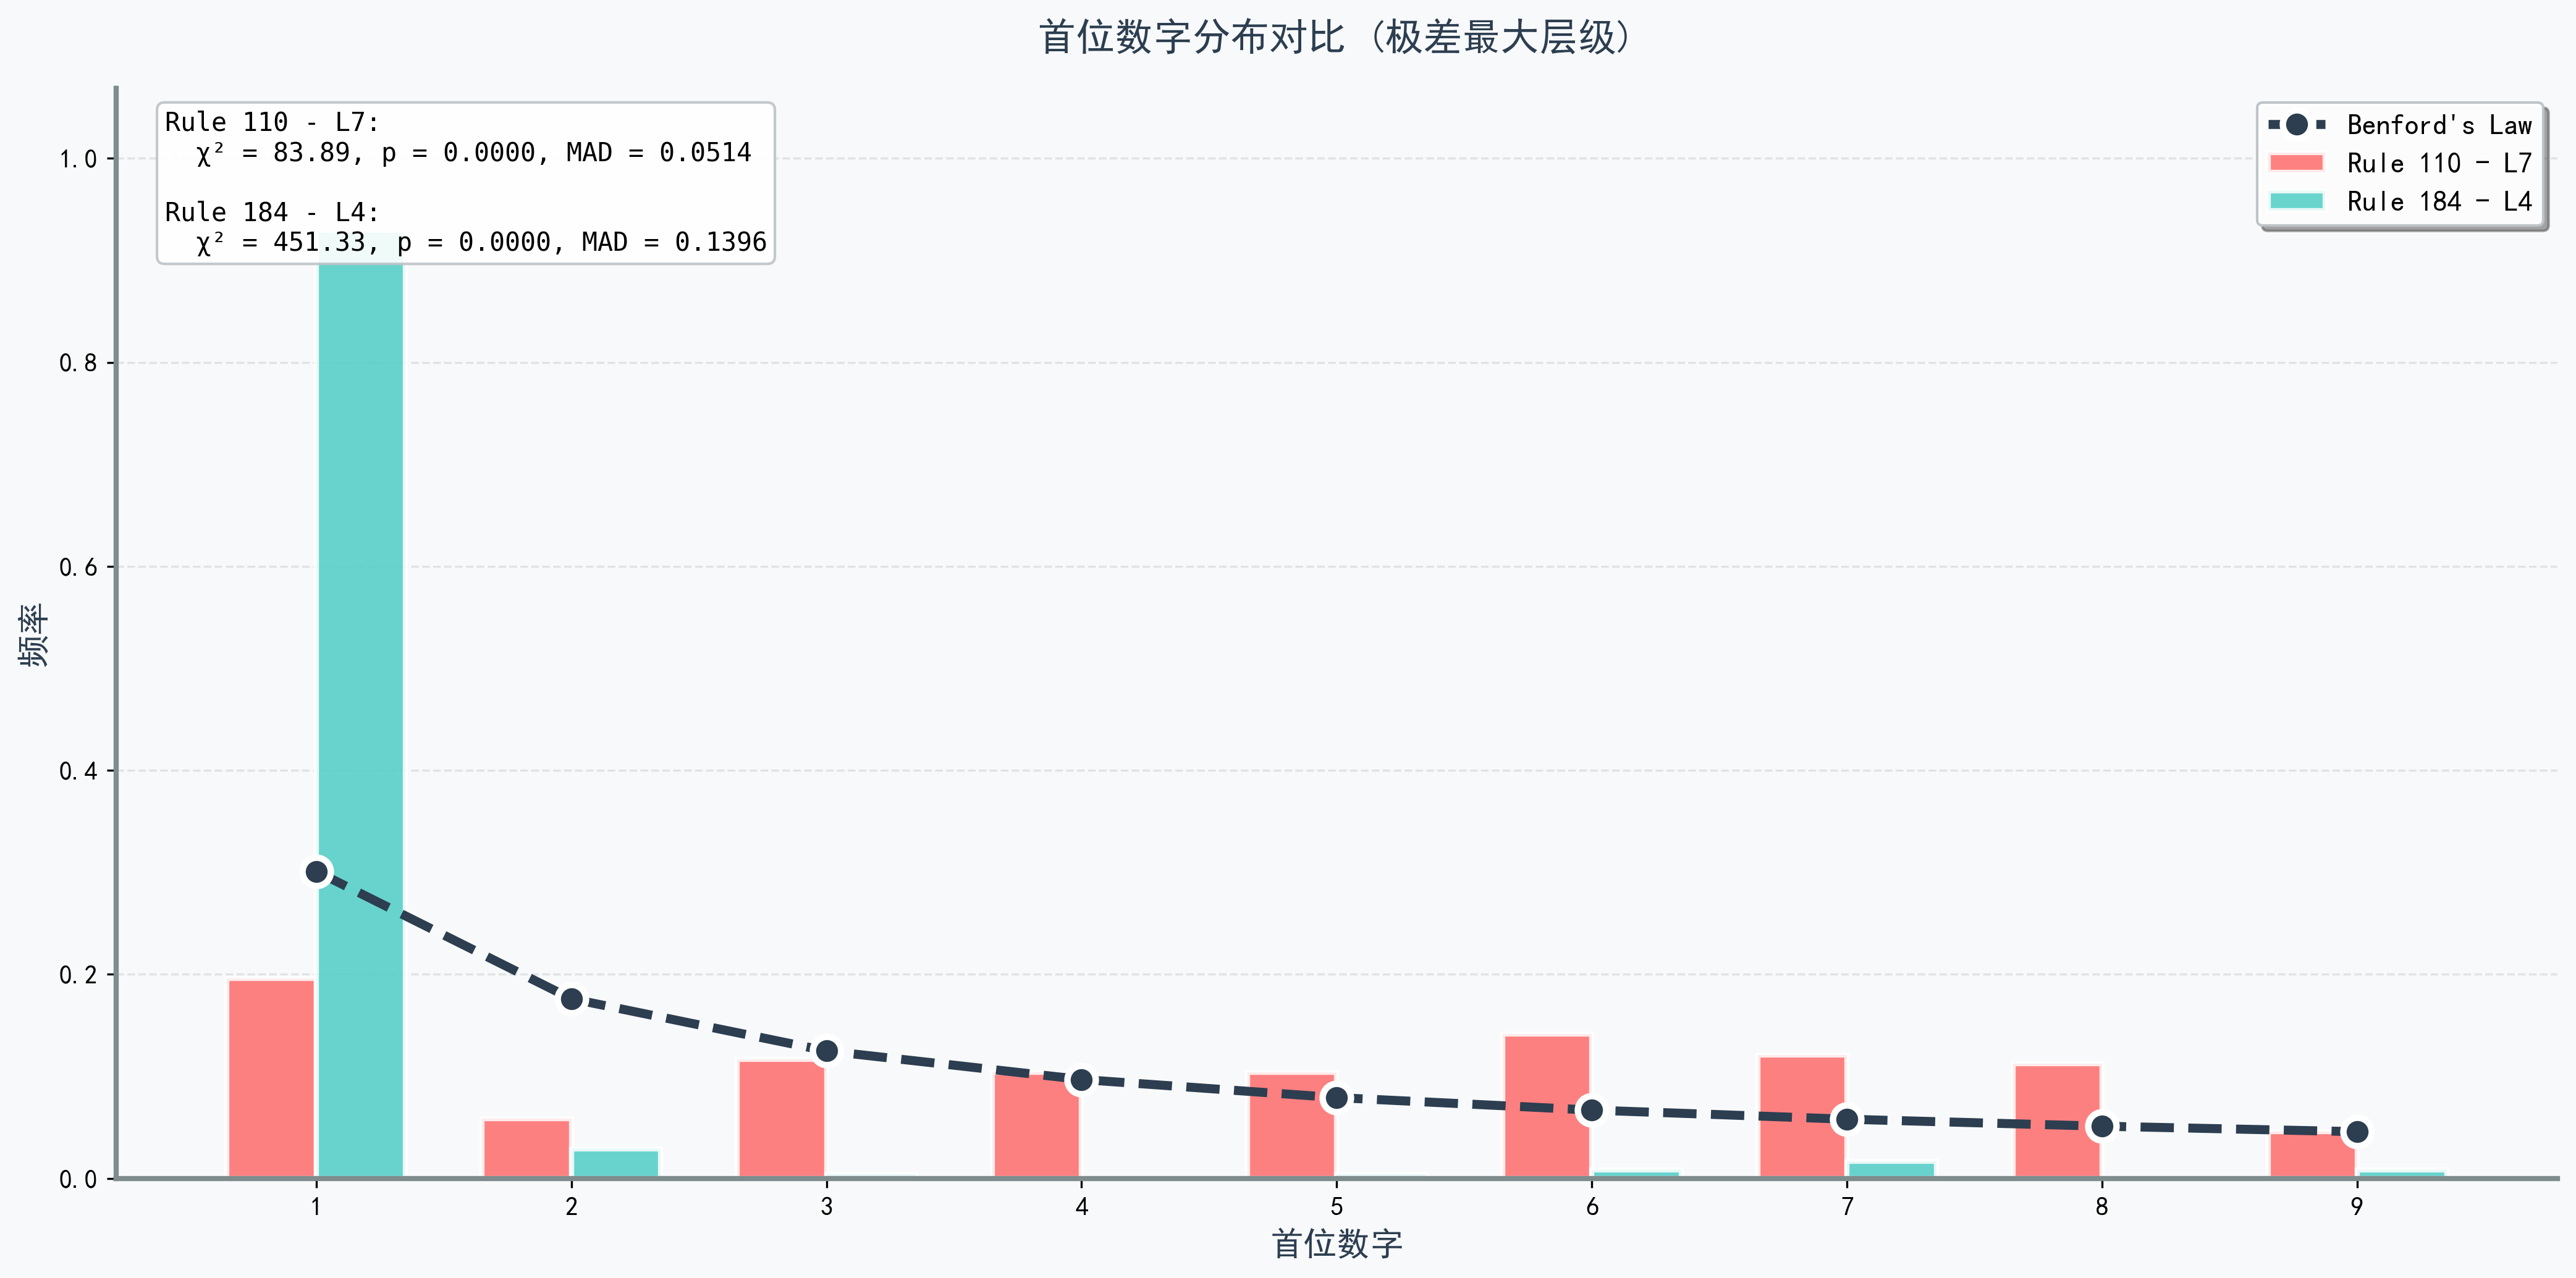 首位数字分布对比 (极差最大层级)
Rule 110 - L7:
χ² = 83.89, p = 0.0000, MAD = 0.0514
Rule 184 - L4:
χ² = 451.33, p = 0.0000, MAD = 0.1396
Benford's Law
Rule 110 - L7
Rule 184 - L4
频率
1.0
0.8
0.6
0.4
0.2
0.0
1 2 3 4 5 6 7 8 9
首位数字